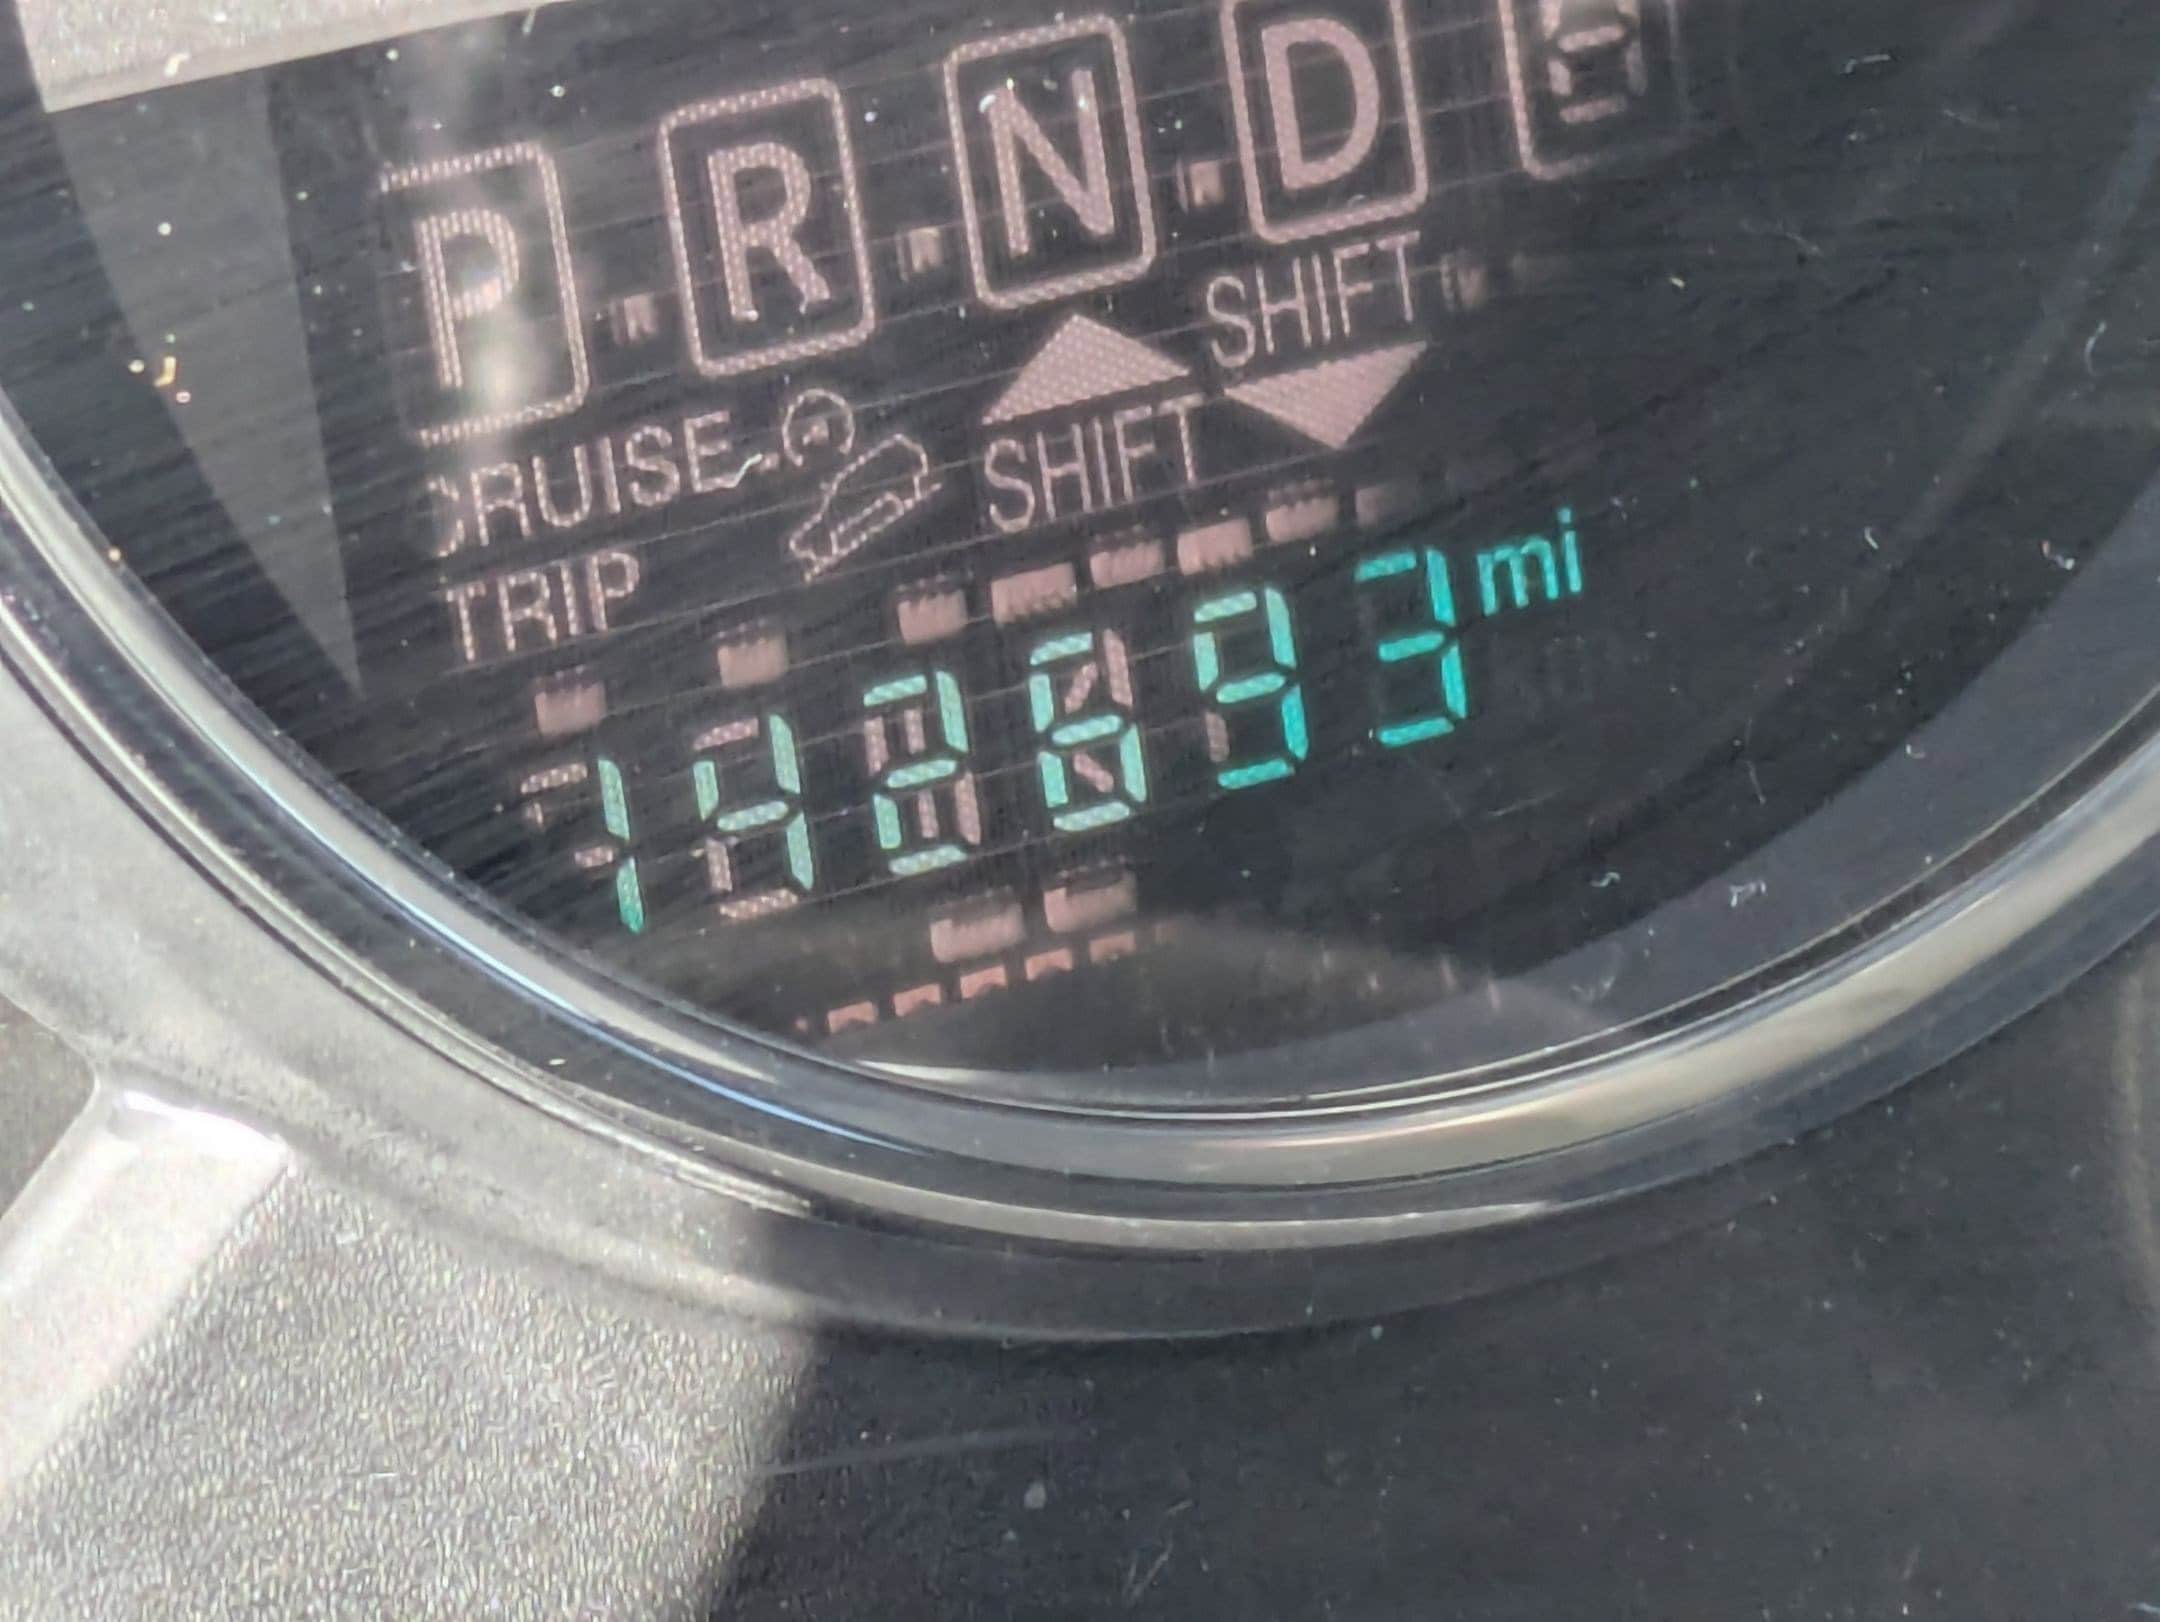 P R N D
SHIFT
CRUISE
SHIFT
TRIP
142693 mi